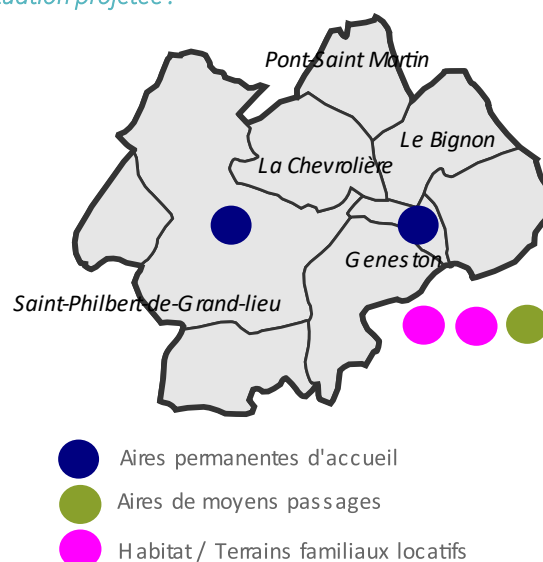 Pont-Saint Martin
Le Bignon
La Chevrolière
Geneston
Saint-Philbert-de-Grand-lieu
Aires permanentes d'accueil
Aires de moyens passages
Habitat / Terrains familiaux locatifs